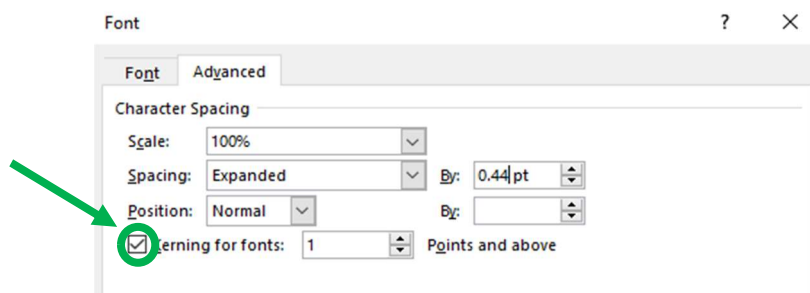 Font ?
Font Advanced
Character Spacing
Scale: 100%
Spacing: Expanded By: 0.44 pt
Position: Normal By:
erning for fonts: 1 Points and above